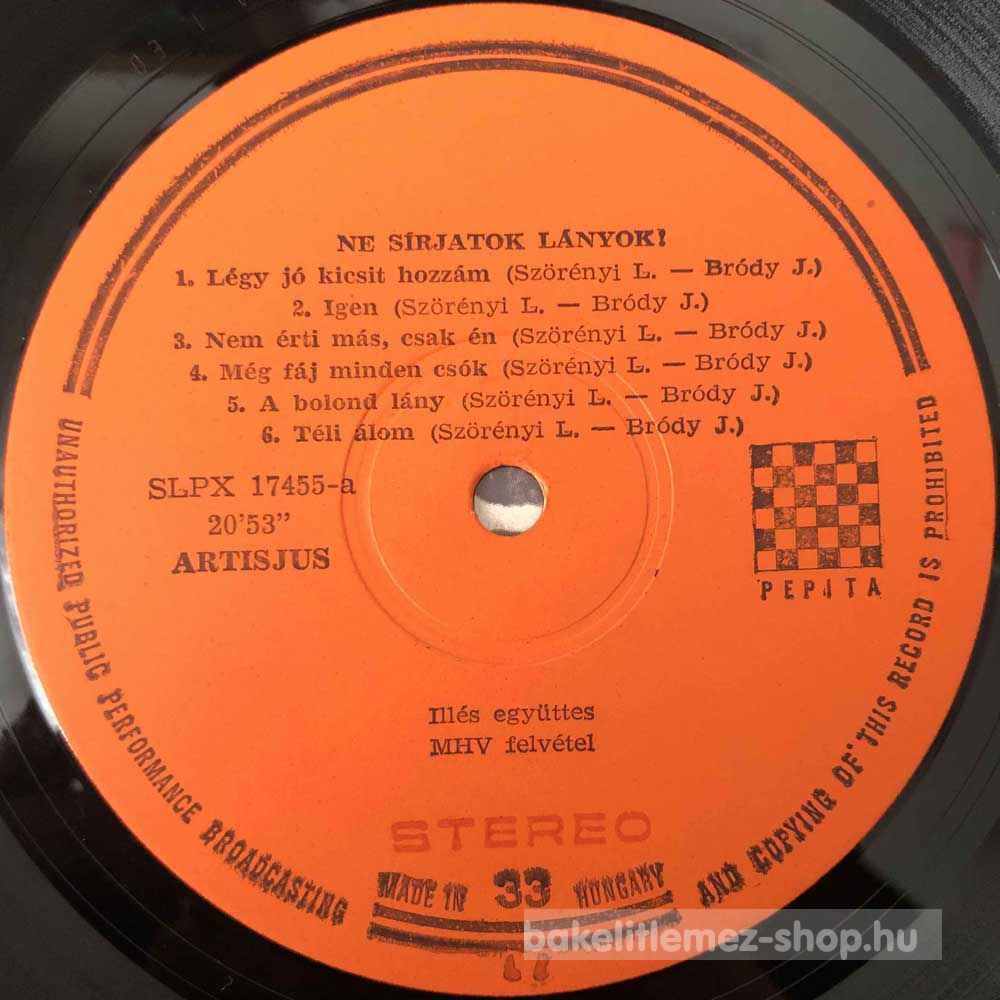 NE SÍRJATOK LÁNYOK!
1. Légy jó kicsit hozzám (Szörényi L. — Bródy J.)
2. Igen (Szörényi L. — Bródy J.)
3. Nem érti más, csak én (Szörényi L. — Bródy J.)
4. Még fáj minden csók (Szörényi L. — Bródy J.)
5. A bolond lány (Szörényi L. — Bródy J.)
6. Téli álom (Szörényi L. — Bródy J.)
SLPX 17455-a
20'53"
ARTISJUS
PEPITA
Illés együttes
MHV felvétel
STEREO
MADE IN 33 HUNGARY
UNAUTHORIZED PUBLIC PERFORMANCE BROADCASTING AND COPYING OF THIS RECORD IS PROHIBITED
bakelitlemez-shop.hu